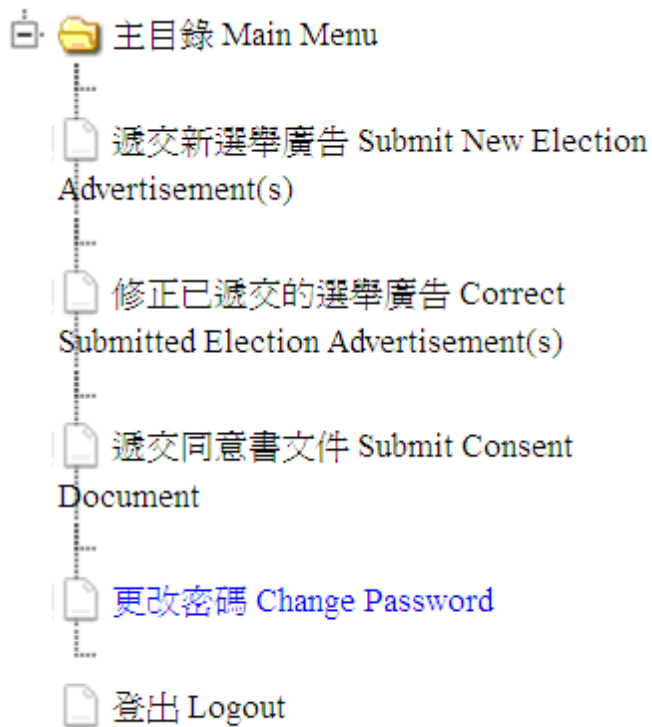 主目錄 Main Menu
遞交新選舉廣告 Submit New Election
Advertisement(s)
修正已遞交的選舉廣告 Correct
Submitted Election Advertisement(s)
遞交同意書文件 Submit Consent
Document
更改密碼 Change Password
登出 Logout